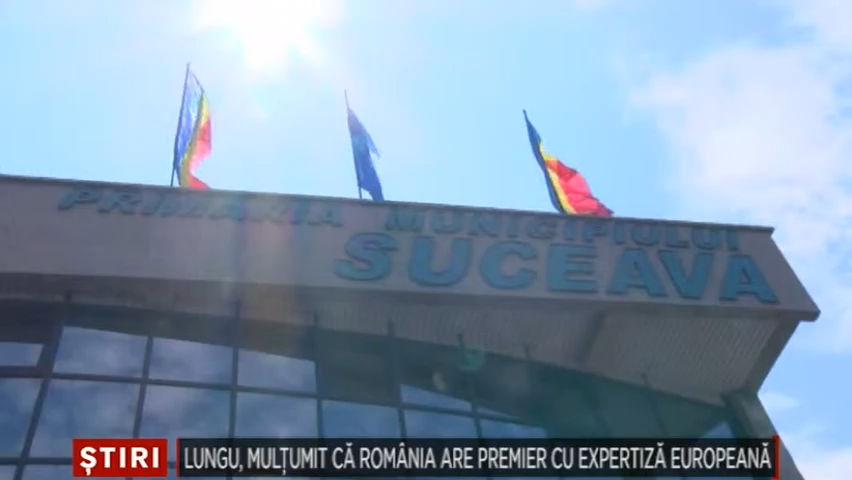 PRIMĂRIA MUNICIPIULUI
SUCEAVA
ȘTIRI
LUNGU, MULȚUMIT CĂ ROMÂNIA ARE PREMIER CU EXPERTIZĂ EUROPEANĂ